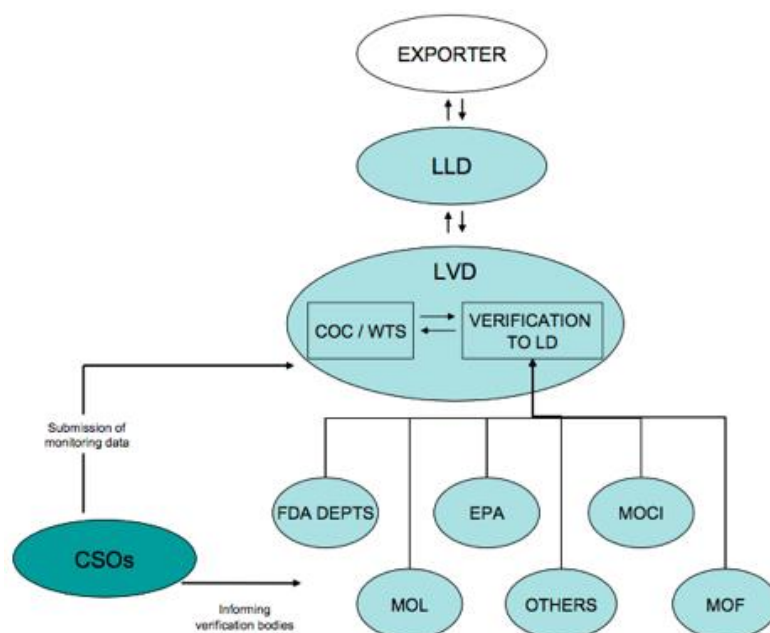 EXPORTER
LLD
LVD
COC / WTS
VERIFICATION
TO LD
Submission of
monitoring data
FDA DEPTS
EPA
MOCI
CSOs
MOL
OTHERS
MOF
Informing
verification bodies